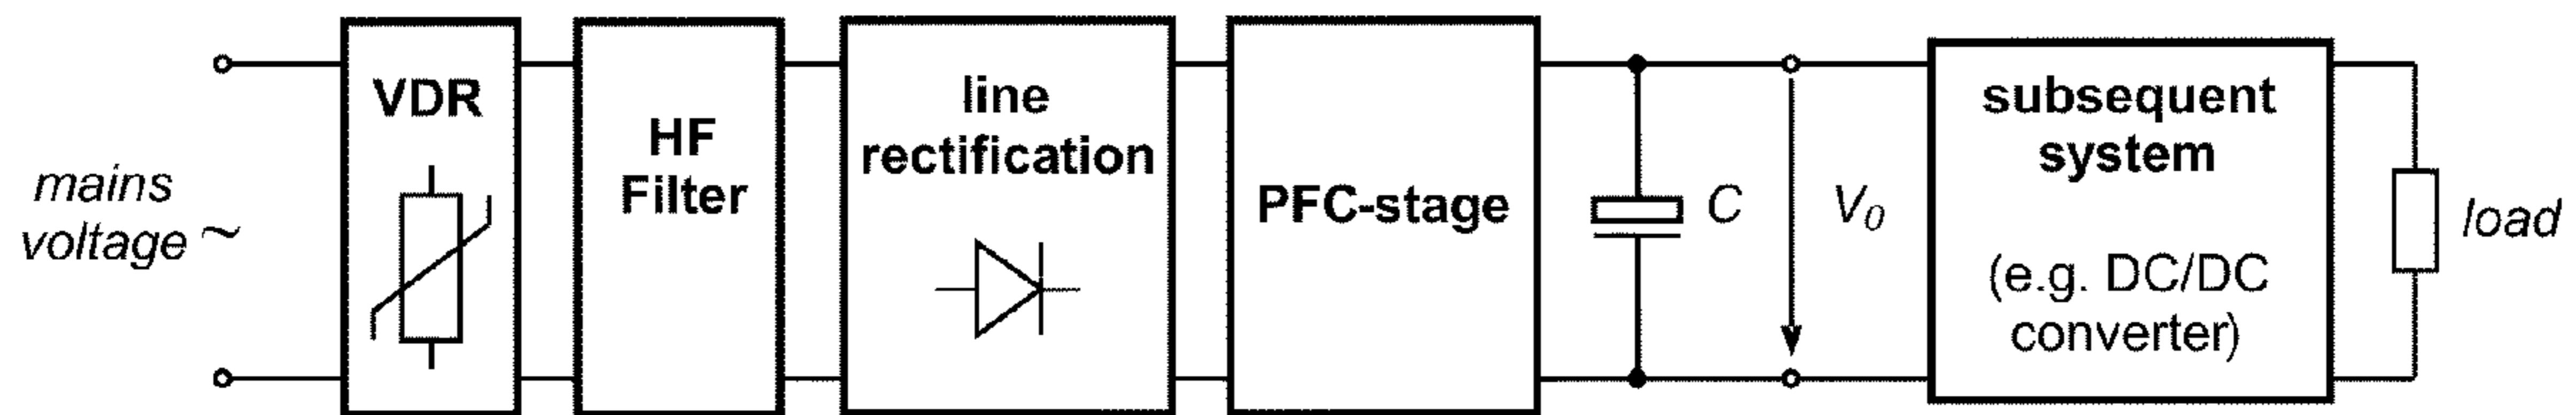 mains
voltage ~
VDR
HF
Filter
line
rectification
PFC-stage
C
V0
subsequent
system
(e.g. DC/DC
converter)
load